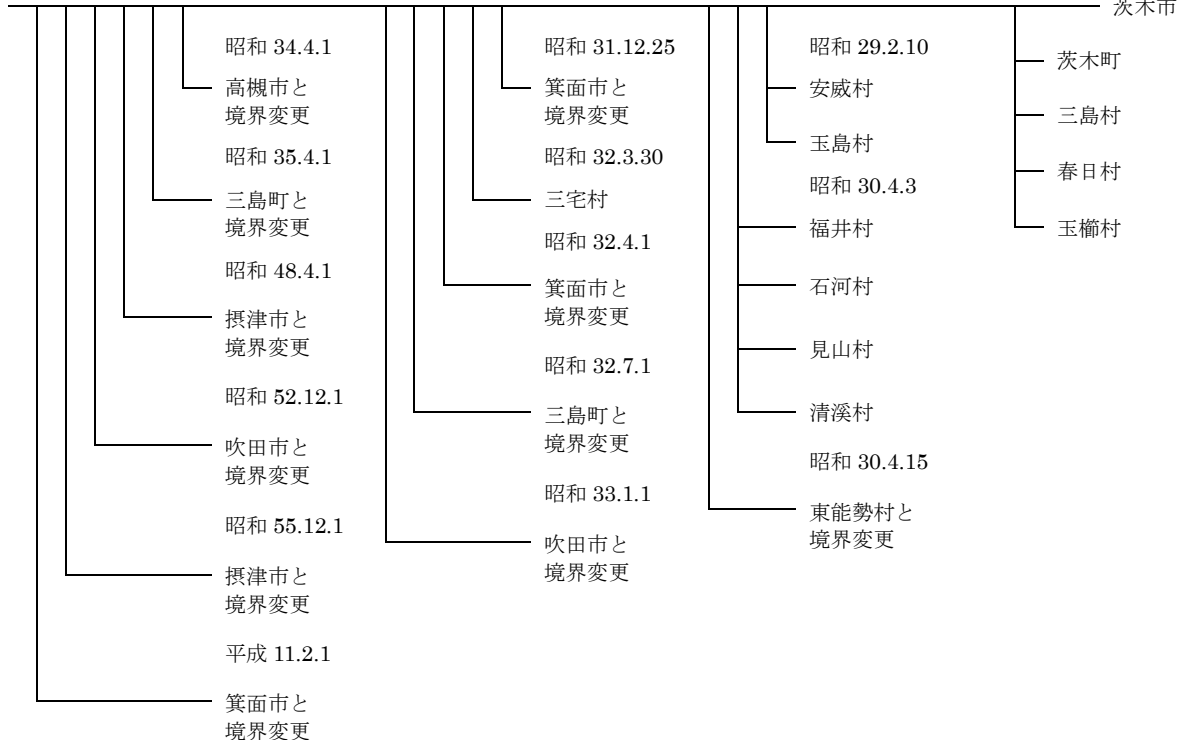 茨木市
茨木町
三島村
春日村
玉櫛村
昭和 29.2.10
安威村
玉島村
昭和 30.4.3
福井村
石河村
見山村
清溪村
昭和 30.4.15
東能勢村と
境界変更
昭和 31.12.25
箕面市と
境界変更
昭和 32.3.30
三宅村
昭和 32.4.1
箕面市と
境界変更
昭和 32.7.1
三島町と
境界変更
昭和 33.1.1
吹田市と
境界変更
昭和 34.4.1
高槻市と
境界変更
昭和 35.4.1
三島町と
境界変更
昭和 48.4.1
摂津市と
境界変更
昭和 52.12.1
吹田市と
境界変更
昭和 55.12.1
摂津市と
境界変更
平成 11.2.1
箕面市と
境界変更